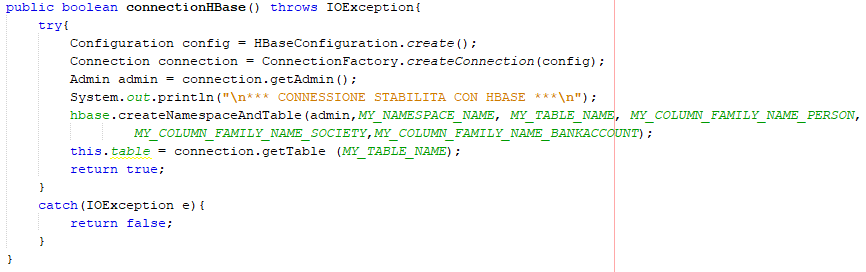 public boolean connectionHBase() throws IOException{
try{
Configuration config = HBaseConfiguration.create();
Connection connection = ConnectionFactory.createConnection(config);
Admin admin = connection.getAdmin();
System.out.println("\n*** CONNESSIONE STABILITA CON HBASE ***\n");
hbase.createNamespaceAndTable(admin,MY_NAMESPACE_NAME, MY_TABLE_NAME, MY_COLUMN_FAMILY_NAME_PERSON,
MY_COLUMN_FAMILY_NAME_SOCIETY,MY_COLUMN_FAMILY_NAME_BANKACCOUNT);
this.table = connection.getTable (MY_TABLE_NAME);
return true;
}
catch(IOException e){
return false;
}
}